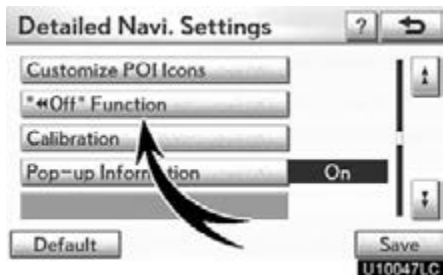 Detailed Navi. Settings ?
Customize POI Icons
"◀◀Off" Function
Calibration
Pop-up Information On
Default Save
U10047LC